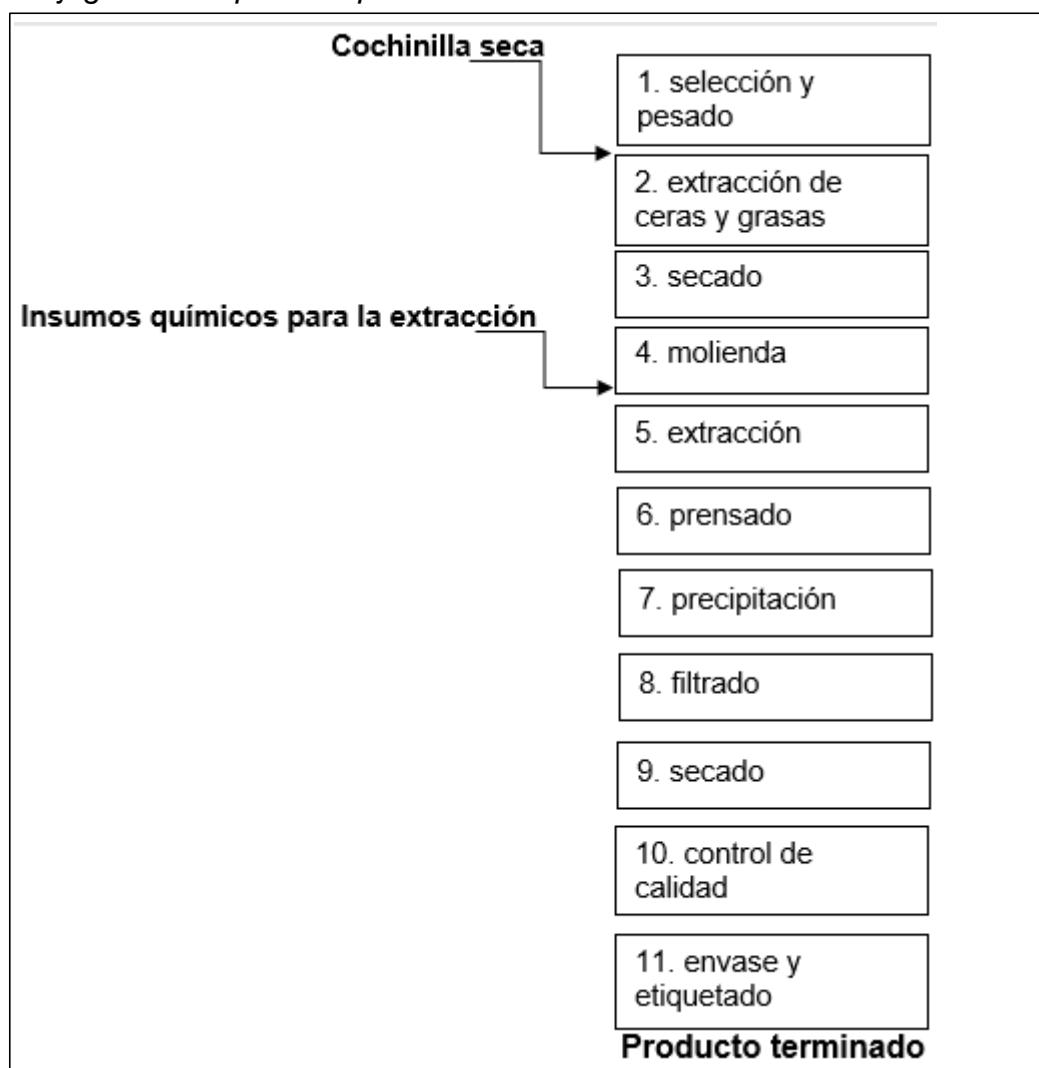 Cochinilla seca
1. selección y
pesado
2. extracción de
ceras y grasas
3. secado
Insumos químicos para la extracción
4. molienda
5. extracción
6. prensado
7. precipitación
8. filtrado
9. secado
10. control de
calidad
11. envase y
etiquetado
Producto terminado